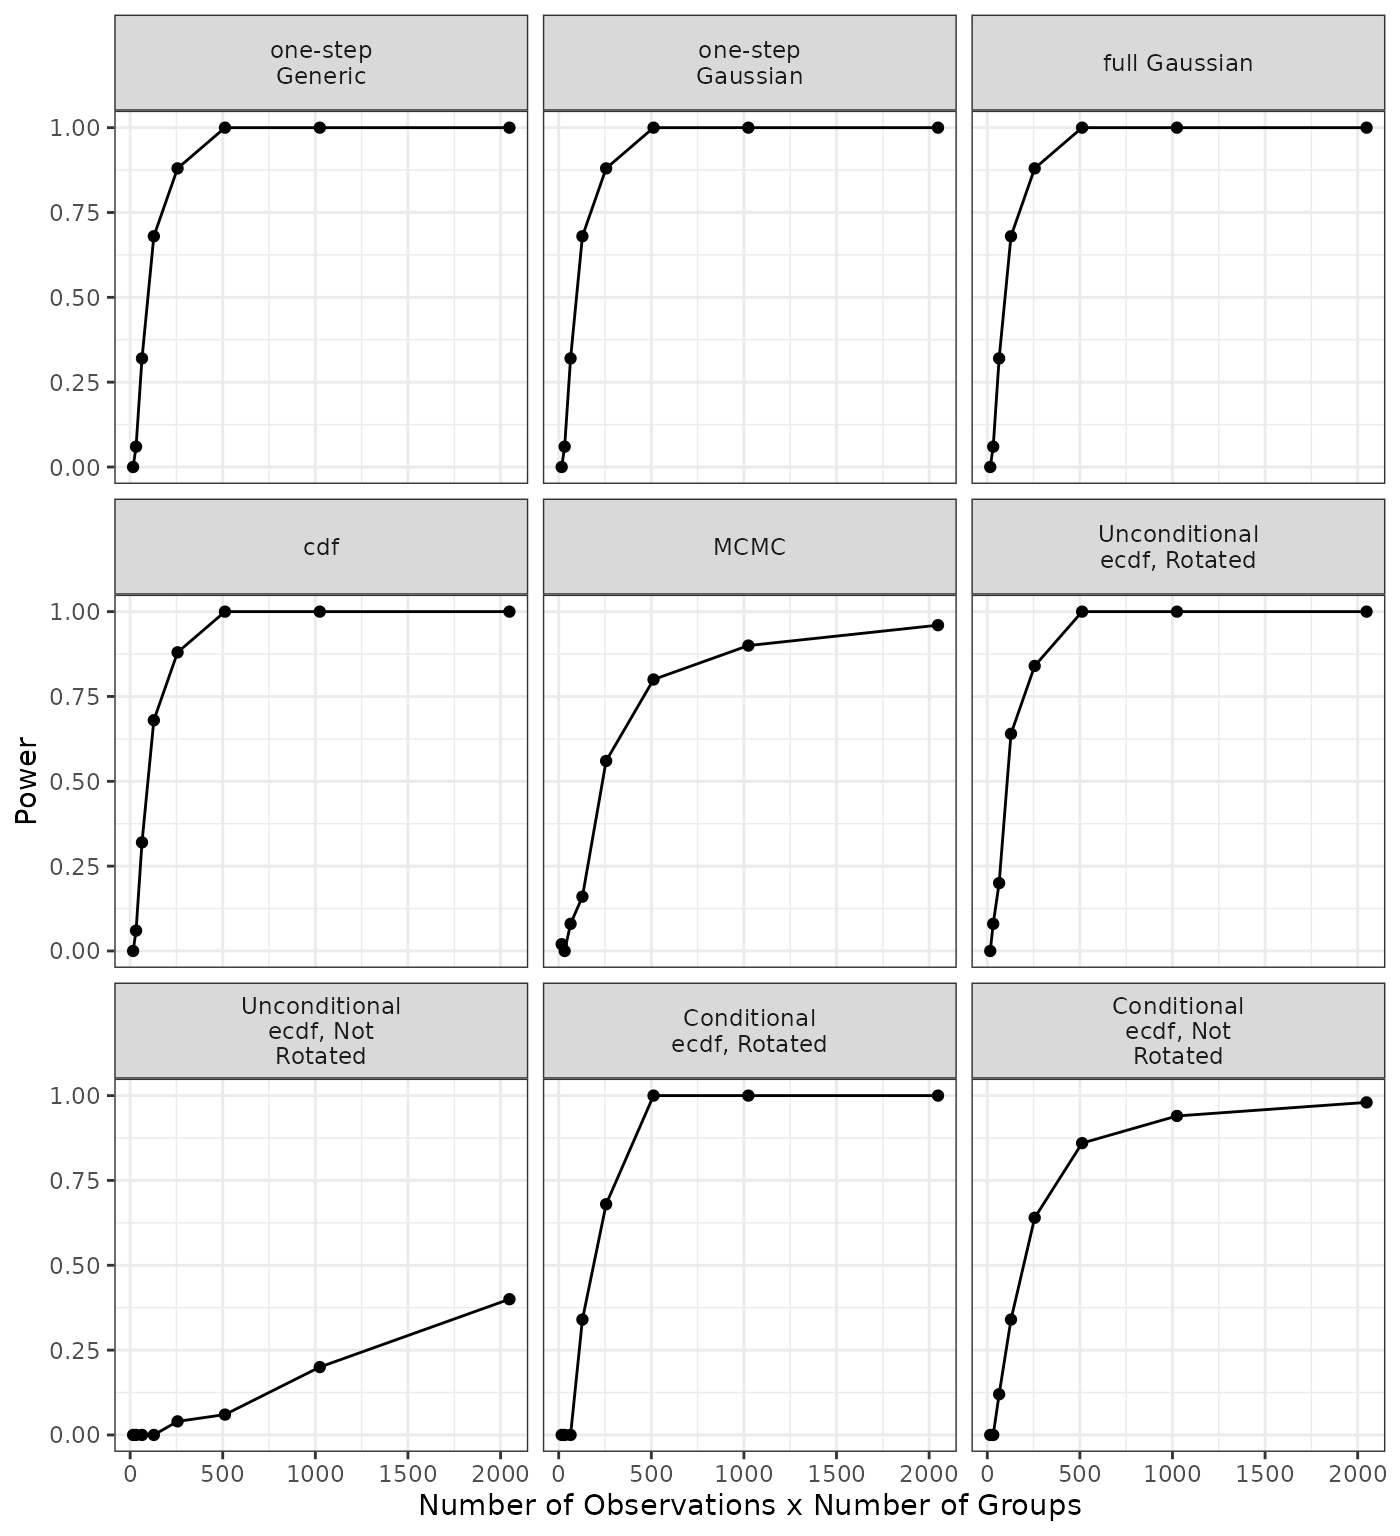 one-step
Generic
one-step
Gaussian
full Gaussian
1.00
0.75
0.50
0.25
0.00
cdf
MCMC
Unconditional
ecdf, Rotated
1.00
0.75
0.50
0.25
0.00
Power
Unconditional
ecdf, Not
Rotated
Conditional
ecdf, Rotated
Conditional
ecdf, Not
Rotated
1.00
0.75
0.50
0.25
0.00
0 500 1000 1500 2000 0 500 1000 1500 2000 0 500 1000 1500 2000
Number of Observations x Number of Groups